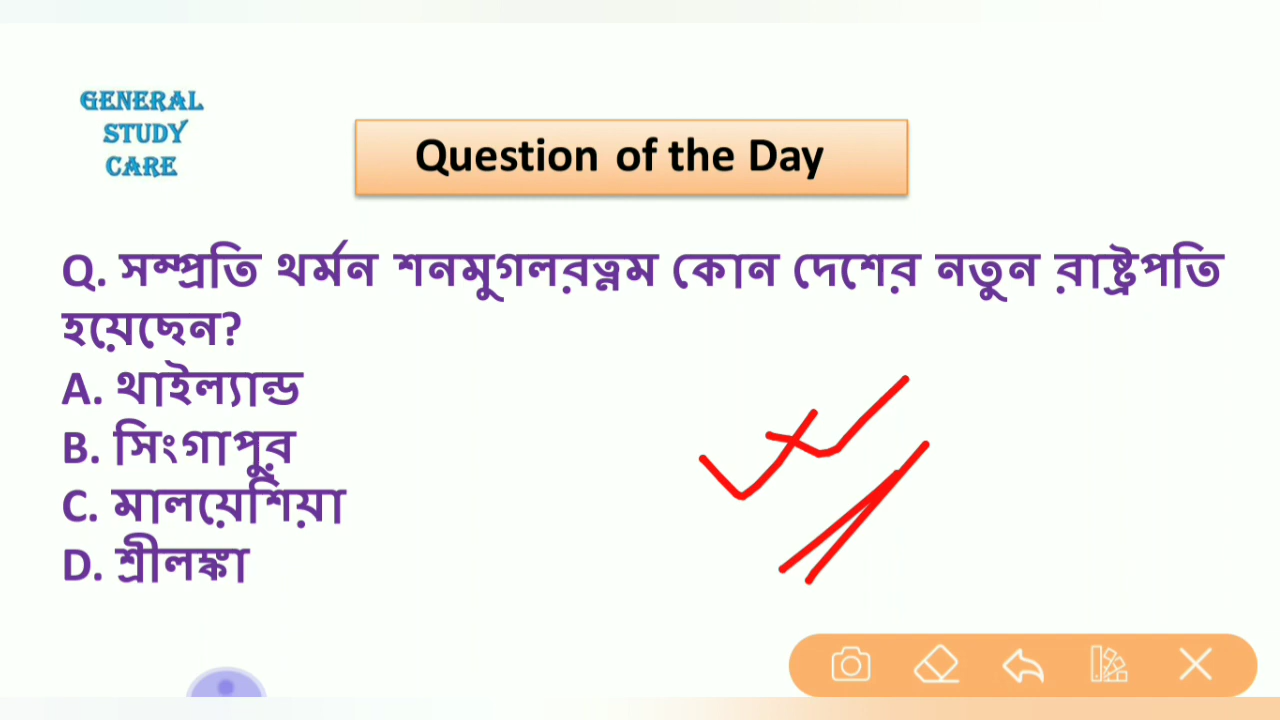 GENERAL
STUDY
CARE
Question of the Day
Q. সম্প্রতি থর্মন শনমুগলরত্নম কোন দেশের নতুন রাষ্ট্রপতি
হয়েছেন?
A. থাইল্যান্ড
B. সিংগাপুর
C. মালয়েশিয়া
D. শ্রীলঙ্কা